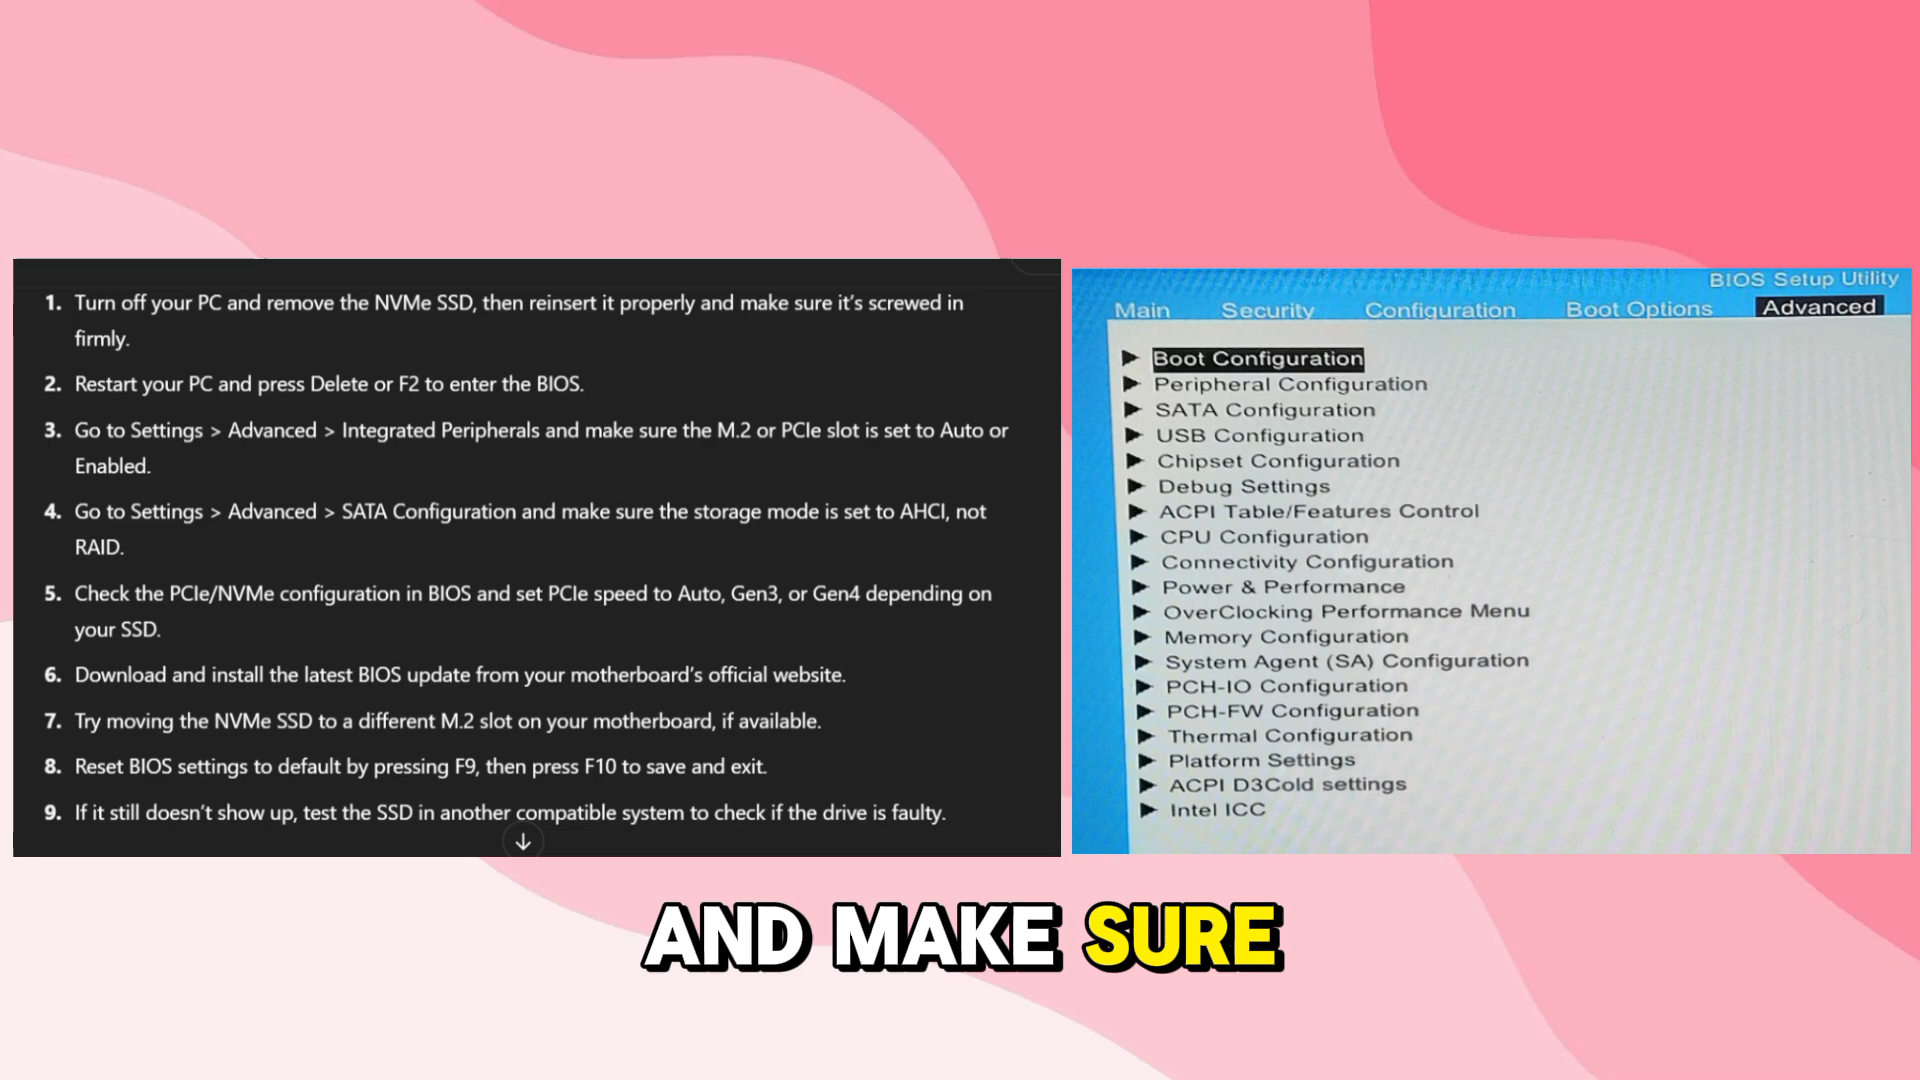 1. Turn off your PC and remove the NVMe SSD, then reinsert it properly and make sure it's screwed in
firmly.
2. Restart your PC and press Delete or F2 to enter the BIOS.
3. Go to Settings > Advanced > Integrated Peripherals and make sure the M.2 or PCIe slot is set to Auto or
Enabled.
4. Go to Settings > Advanced > SATA Configuration and make sure the storage mode is set to AHCI, not
RAID.
5. Check the PCIe/NVMe configuration in BIOS and set PCIe speed to Auto, Gen3, or Gen4 depending on
your SSD.
6. Download and install the latest BIOS update from your motherboard's official website.
7. Try moving the NVMe SSD to a different M.2 slot on your motherboard, if available.
8. Reset BIOS settings to default by pressing F9, then press F10 to save and exit.
9. If it still doesn't show up, test the SSD in another compatible system to check if the drive is faulty.
BIOS Setup Utility
Main Security Configuration Boot Options Advanced
Boot Configuration
Peripheral Configuration
SATA Configuration
USB Configuration
Chipset Configuration
Debug Settings
ACPI Table/Features Control
CPU Configuration
Connectivity Configuration
Power & Performance
OverClocking Performance Menu
Memory Configuration
System Agent (SA) Configuration
PCH-IO Configuration
PCH-FW Configuration
Thermal Configuration
Platform Settings
ACPI D3Cold settings
Intel ICC
AND MAKE SURE